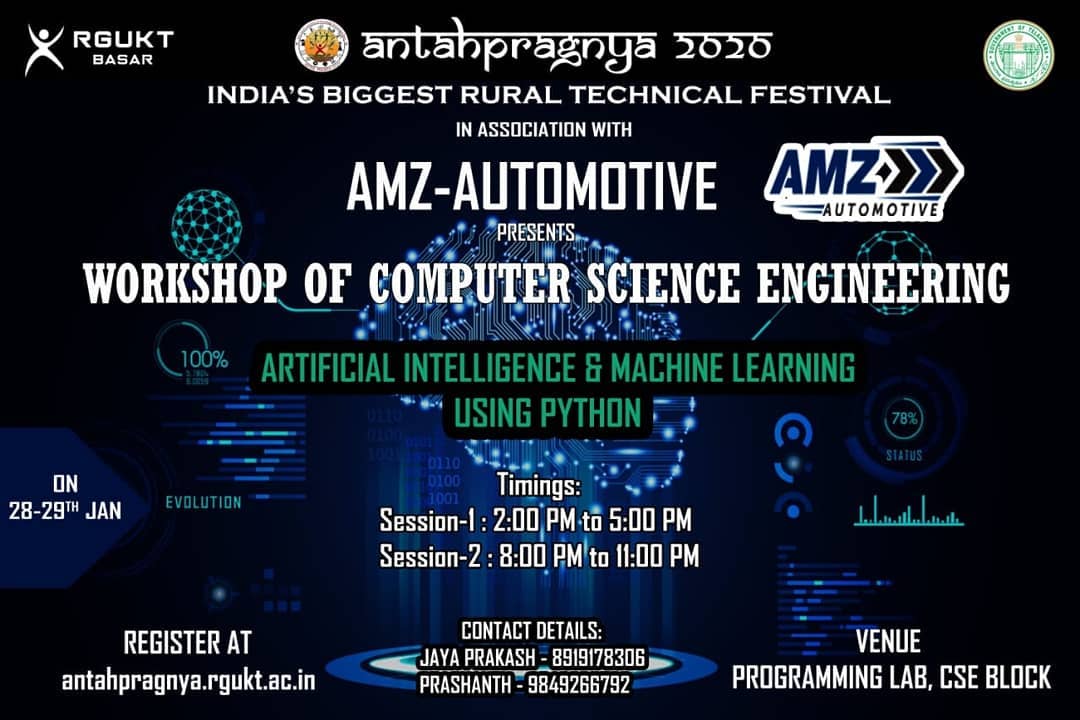 RGUKT
BASAR
antahpragnya 2020
INDIA'S BIGGEST RURAL TECHNICAL FESTIVAL
IN ASSOCIATION WITH
AMZ-AUTOMOTIVE
AMZ
AUTOMOTIVE
PRESENTS
WORKSHOP OF COMPUTER SCIENCE ENGINEERING
100%
ARTIFICIAL INTELLIGENCE & MACHINE LEARNING
USING PYTHON
78%
STATUS
0110
0100
1001
ON
28-29TH JAN
EVOLUTION
Timings:
Session-1 : 2:00 PM to 5:00 PM
Session-2 : 8:00 PM to 11:00 PM
REGISTER AT
antahpragnya.rgukt.ac.in
CONTACT DETAILS:
JAYA PRAKASH - 8919178306
PRASHANTH - 9849266792
VENUE
PROGRAMMING LAB, CSE BLOCK